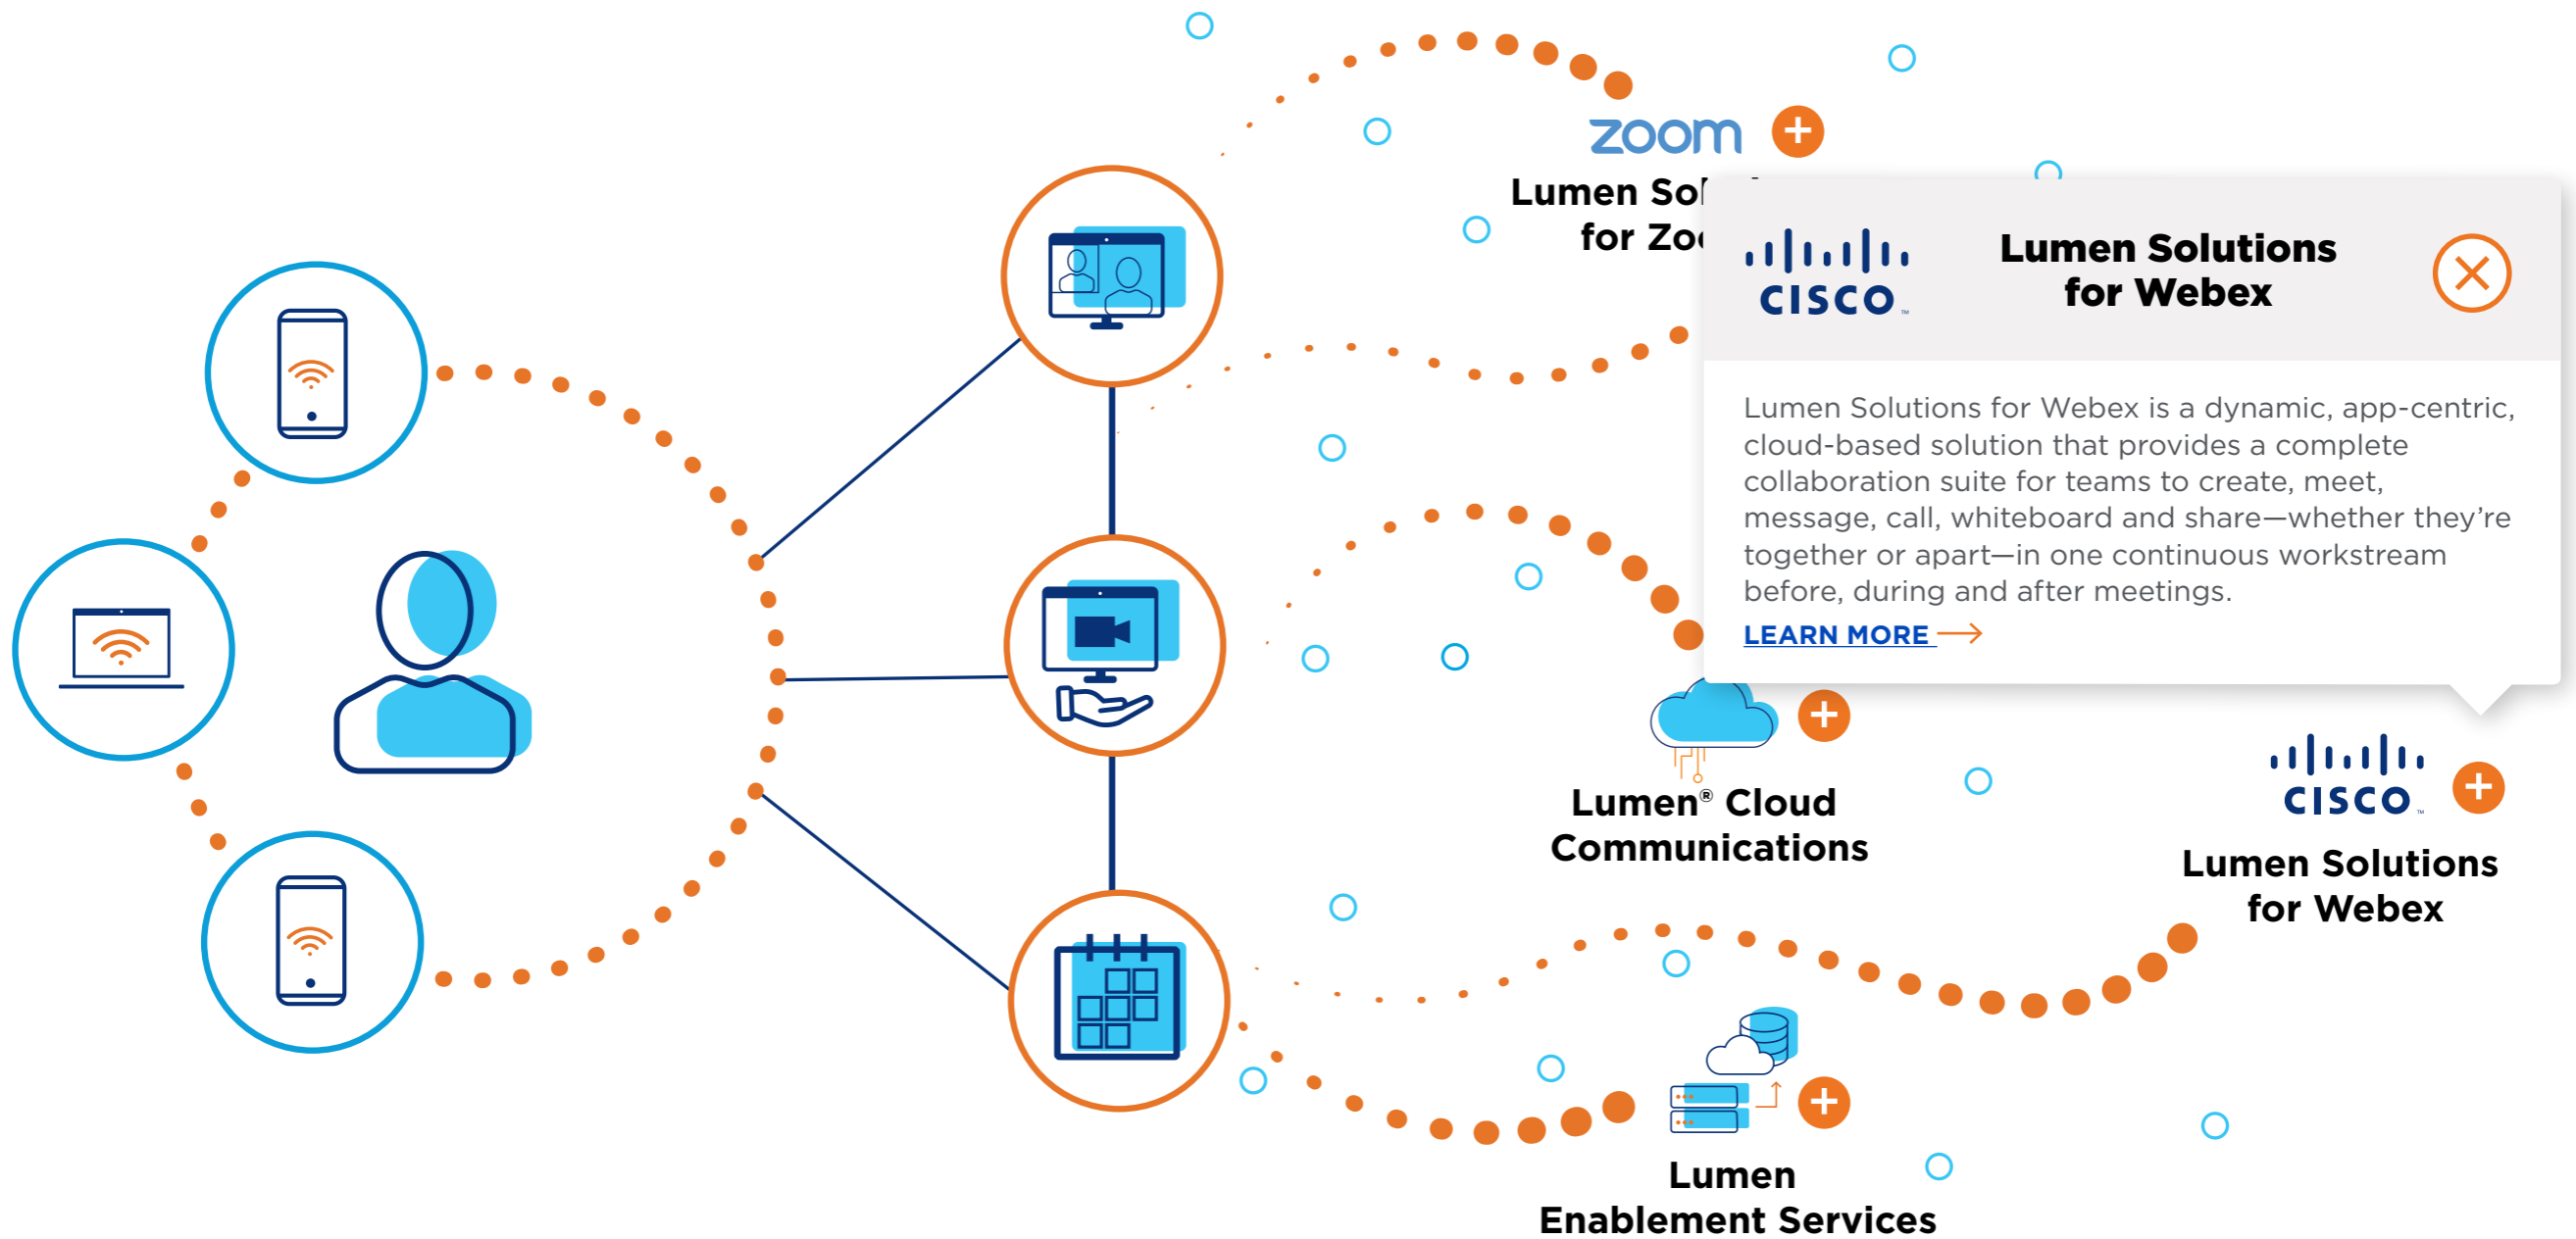 zoom
Lumen Sol
for Zo
CISCO
TM
Lumen Solutions
for Webex
Lumen Solutions for Webex is a dynamic, app-centric,
cloud-based solution that provides a complete
collaboration suite for teams to create, meet,
message, call, whiteboard and share—whether they’re
together or apart—in one continuous workstream
before, during and after meetings.
LEARN MORE
Lumen® Cloud
Communications
CISCO
TM
Lumen Solutions
for Webex
Lumen
Enablement Services